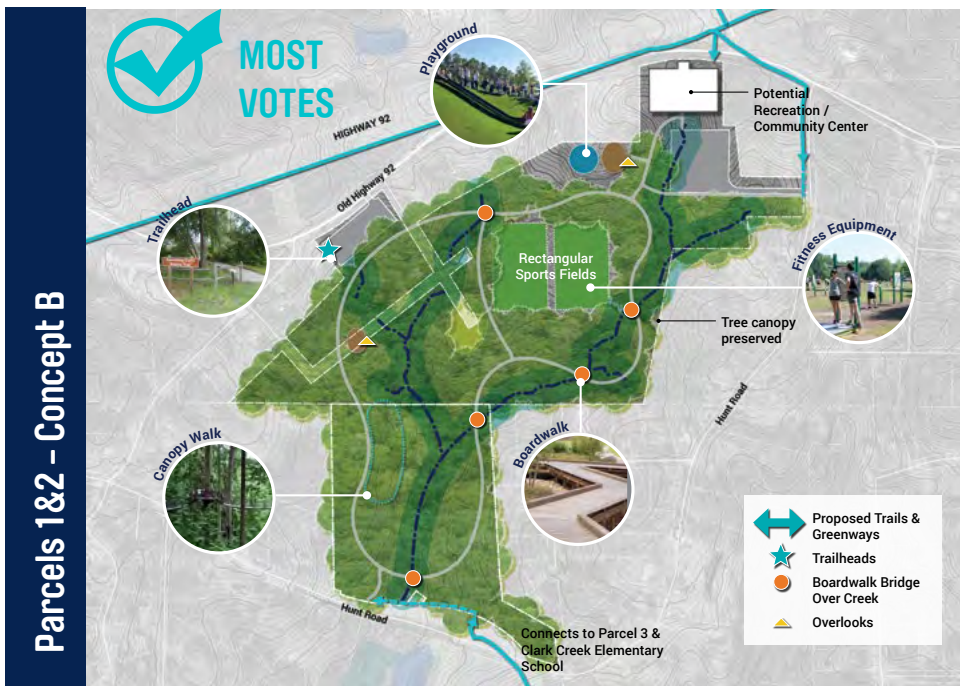 Parcels 1&2 – Concept B
MOST
VOTES
Playground
Potential
Recreation /
Community Center
HIGHWAY 92
Old Highway 92
Trailhead
Rectangular
Sports Fields
Fitness Equipment
Tree canopy
preserved
Hunt Road
Canopy Walk
Boardwalk
Hunt Road
Connects to Parcel 3 &
Clark Creek Elementary
School
Proposed Trails &
Greenways
Trailheads
Boardwalk Bridge
Over Creek
Overlooks